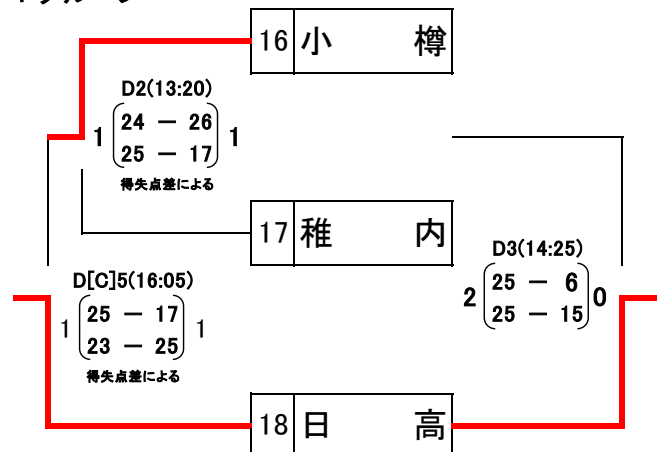 16 小 樽
D2(13:20)
1 24 － 26 1
25 － 17
得失点差による
17 稚 内
D3(14:25)
2 25 － 6 0
25 － 15
D[C]5(16:05)
1 25 － 17 1
23 － 25
得失点差による
18 日 高